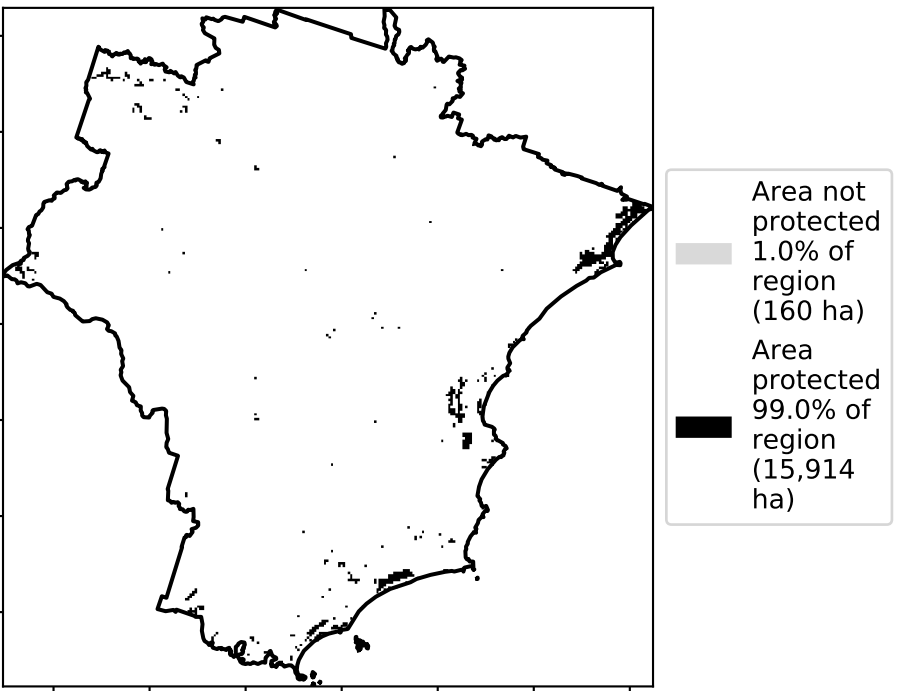 Area not
protected
1.0% of
region
(160 ha)
Area
protected
99.0% of
region
(15,914
ha)